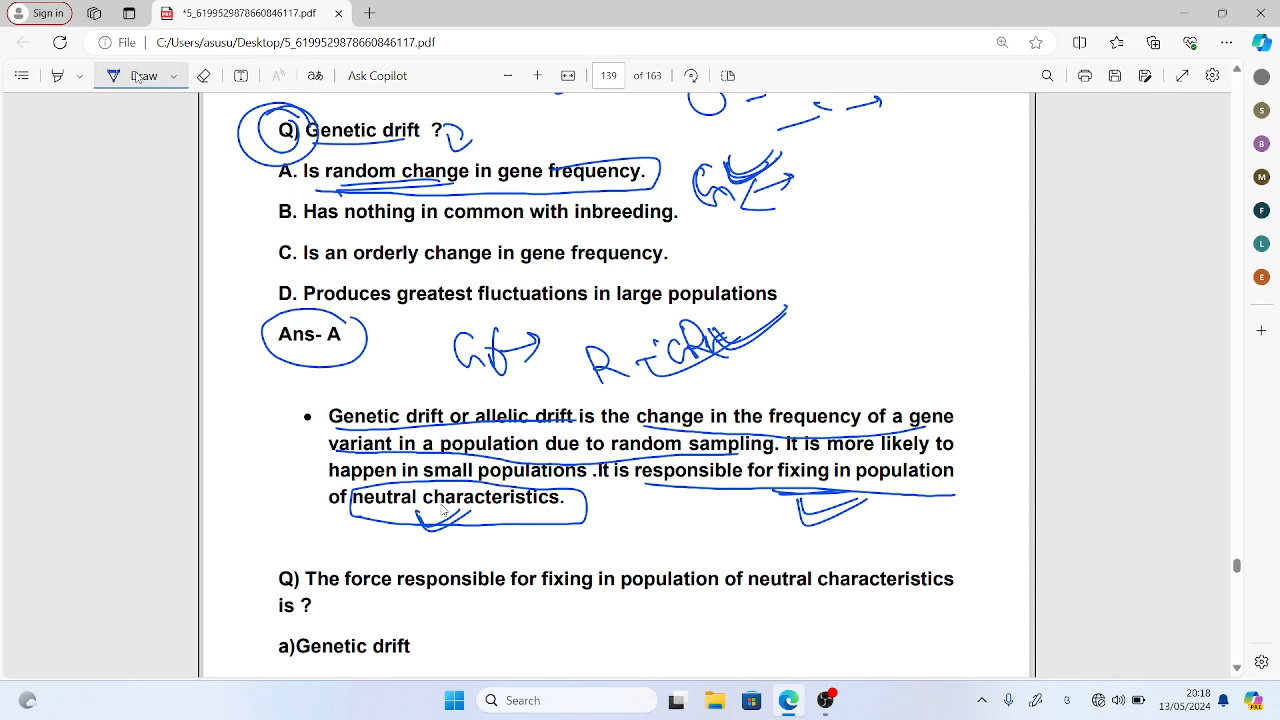 Sign in
*5_6199529878660846117.pdf
File
C:/Users/asusu/Desktop/5_6199529878660846117.pdf
Draw
Ask Copilot
139 of 163
Q) Genetic drift ?
A. Is random change in gene frequency.
B. Has nothing in common with inbreeding.
C. Is an orderly change in gene frequency.
D. Produces greatest fluctuations in large populations
Ans- A
• Genetic drift or allelic drift is the change in the frequency of a gene
variant in a population due to random sampling. It is more likely to
happen in small populations .It is responsible for fixing in population
of neutral characteristics.
Q) The force responsible for fixing in population of neutral characteristics
is ?
a)Genetic drift
S
B
M
F
L
E
Search
20:18
13/05/2024